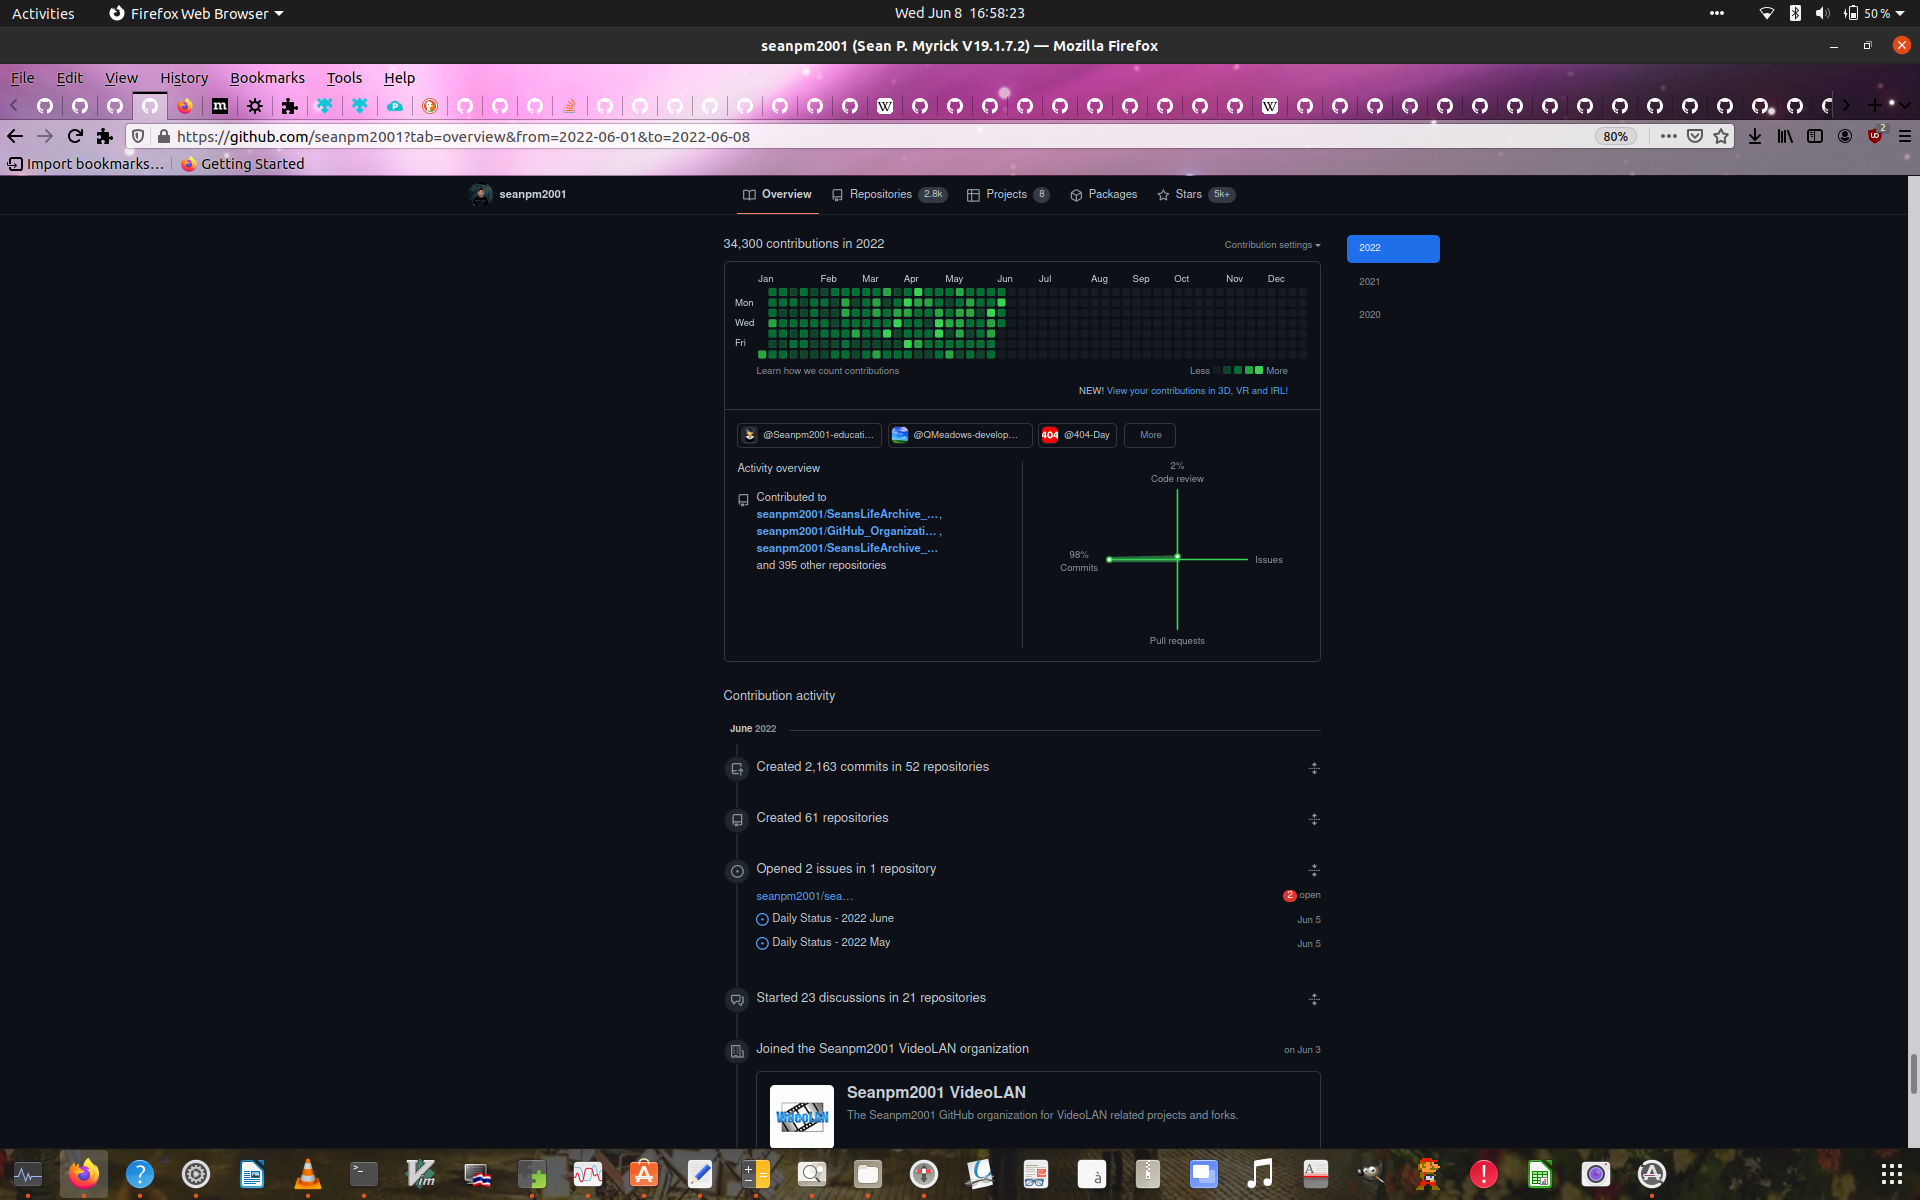 Activities
Firefox Web Browser
Wed Jun 8 16:58:23
50 %
seanpm2001 (Sean P. Myrick V19.1.7.2) — Mozilla Firefox
File Edit View History Bookmarks Tools Help
https://github.com/seanpm2001?tab=overview&from=2022-06-01&to=2022-06-08
80%
2
Import bookmarks…
Getting Started
seanpm2001
Overview
Repositories 2.8k
Projects 8
Packages
Stars 5k+
34,300 contributions in 2022
Contribution settings
2022
2021
2020
Jan Feb Mar Apr May Jun Jul Aug Sep Oct Nov Dec
Mon
Wed
Fri
Learn how we count contributions
Less More
NEW! View your contributions in 3D, VR and IRL!
@Seanpm2001-educati…
@QMeadows-develop…
404 @404-Day
More
Activity overview
Contributed to
seanpm2001/SeansLifeArchive_…,
seanpm2001/GitHub_Organizati… ,
seanpm2001/SeansLifeArchive_…
and 395 other repositories
2%
Code review
98%
Commits
Issues
Pull requests
Contribution activity
June 2022
Created 2,163 commits in 52 repositories
Created 61 repositories
Opened 2 issues in 1 repository
seanpm2001/sea…
2 open
Daily Status - 2022 June
Jun 5
Daily Status - 2022 May
Jun 5
Started 23 discussions in 21 repositories
Joined the Seanpm2001 VideoLAN organization
on Jun 3
VideoLAN
Seanpm2001 VideoLAN
The Seanpm2001 GitHub organization for VideoLAN related projects and forks.